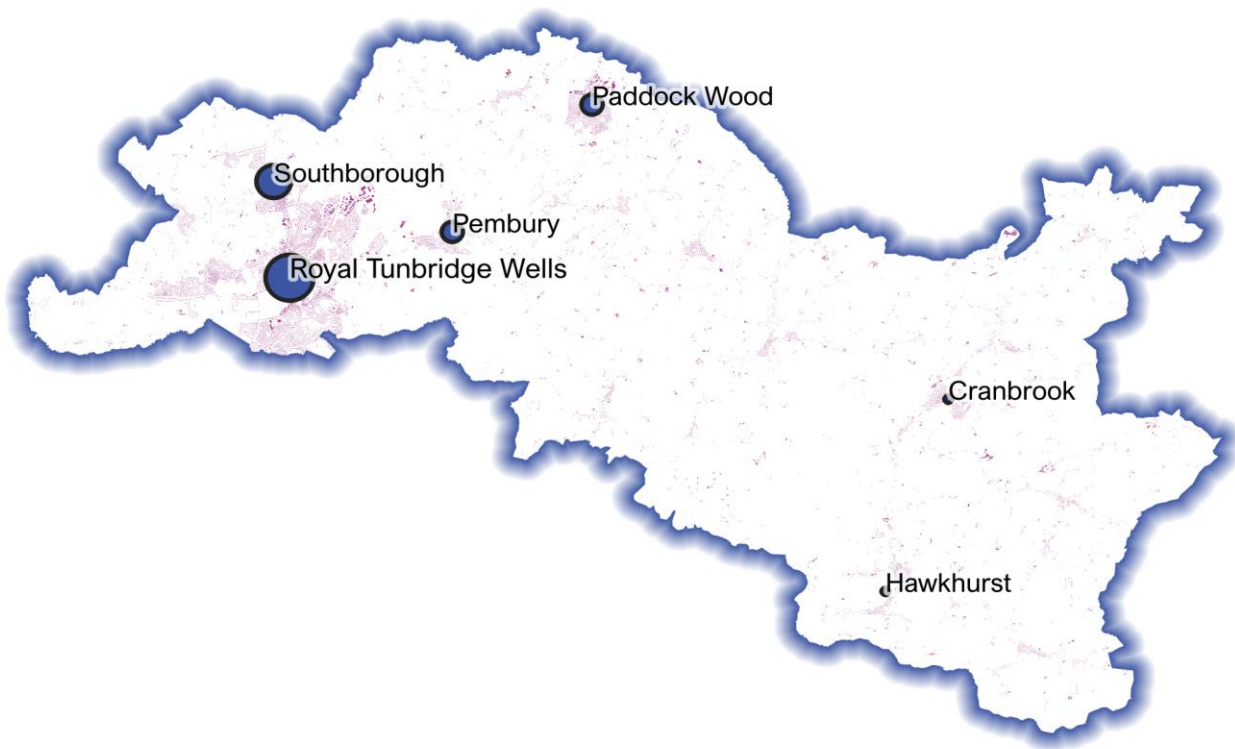 Paddock Wood
Southborough
Pembury
Royal Tunbridge Wells
Cranbrook
Hawkhurst